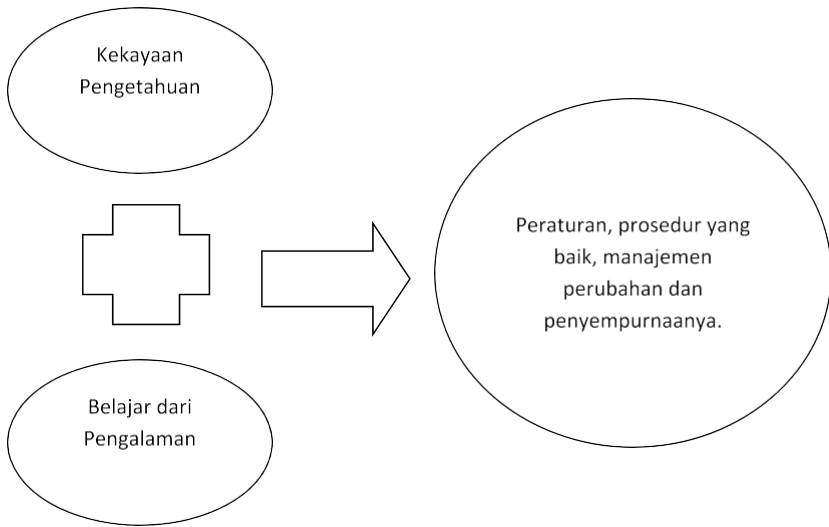 Kekayaan
Pengetahuan
Peraturan, prosedur yang
baik, manajemen
perubahan dan
penyempurnaanya.
Belajar dari
Pengalaman